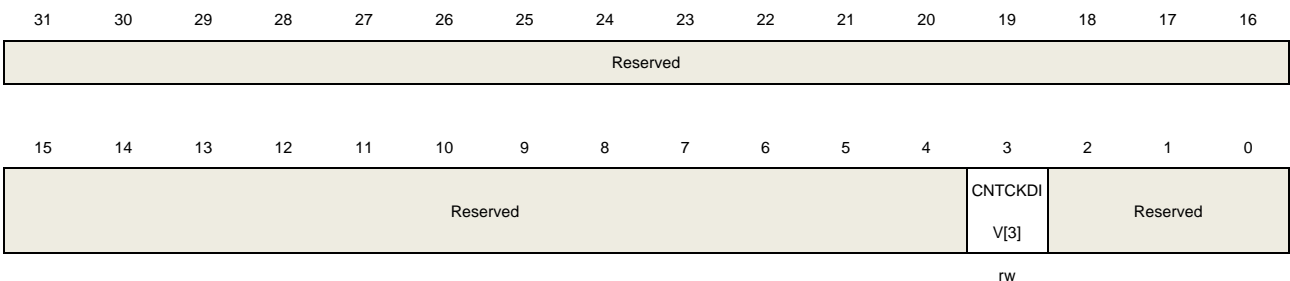 31 30 29 28 27 26 25 24 23 22 21 20 19 18 17 16
Reserved
15 14 13 12 11 10 9 8 7 6 5 4 3 2 1 0
Reserved
CNTCKDI
V[3]
Reserved
rw